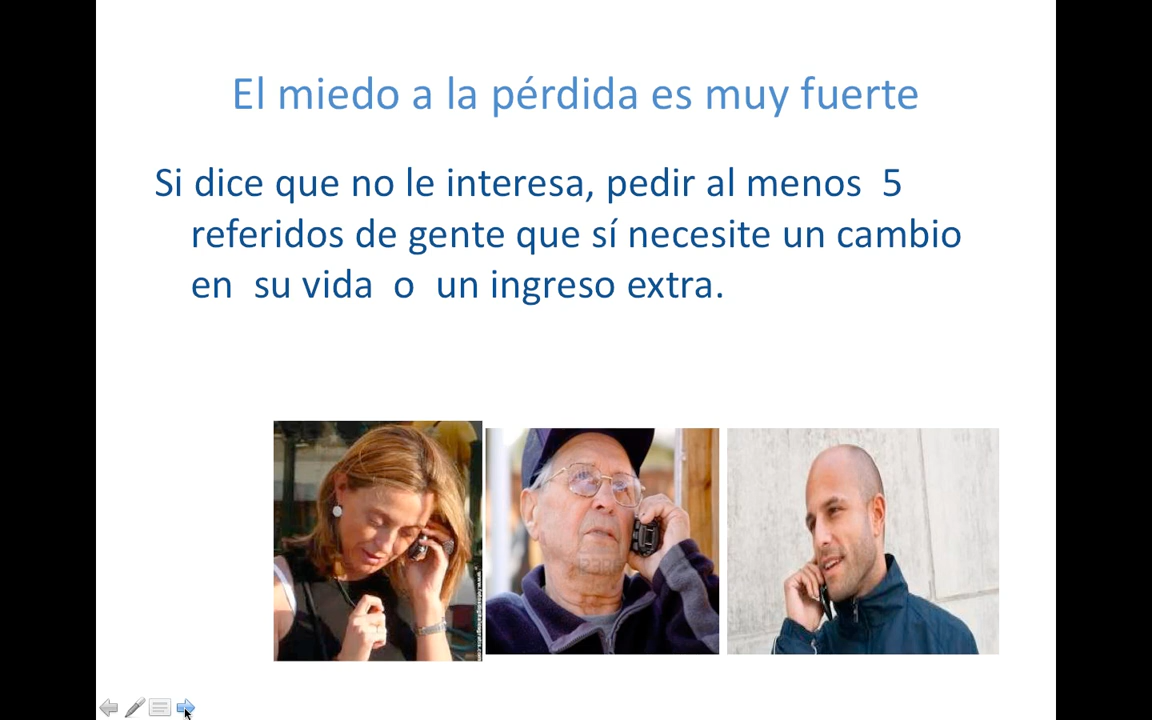 El miedo a la pérdida es muy fuerte
Si dice que no le interesa, pedir al menos 5
referidos de gente que sí necesite un cambio
en su vida o un ingreso extra.